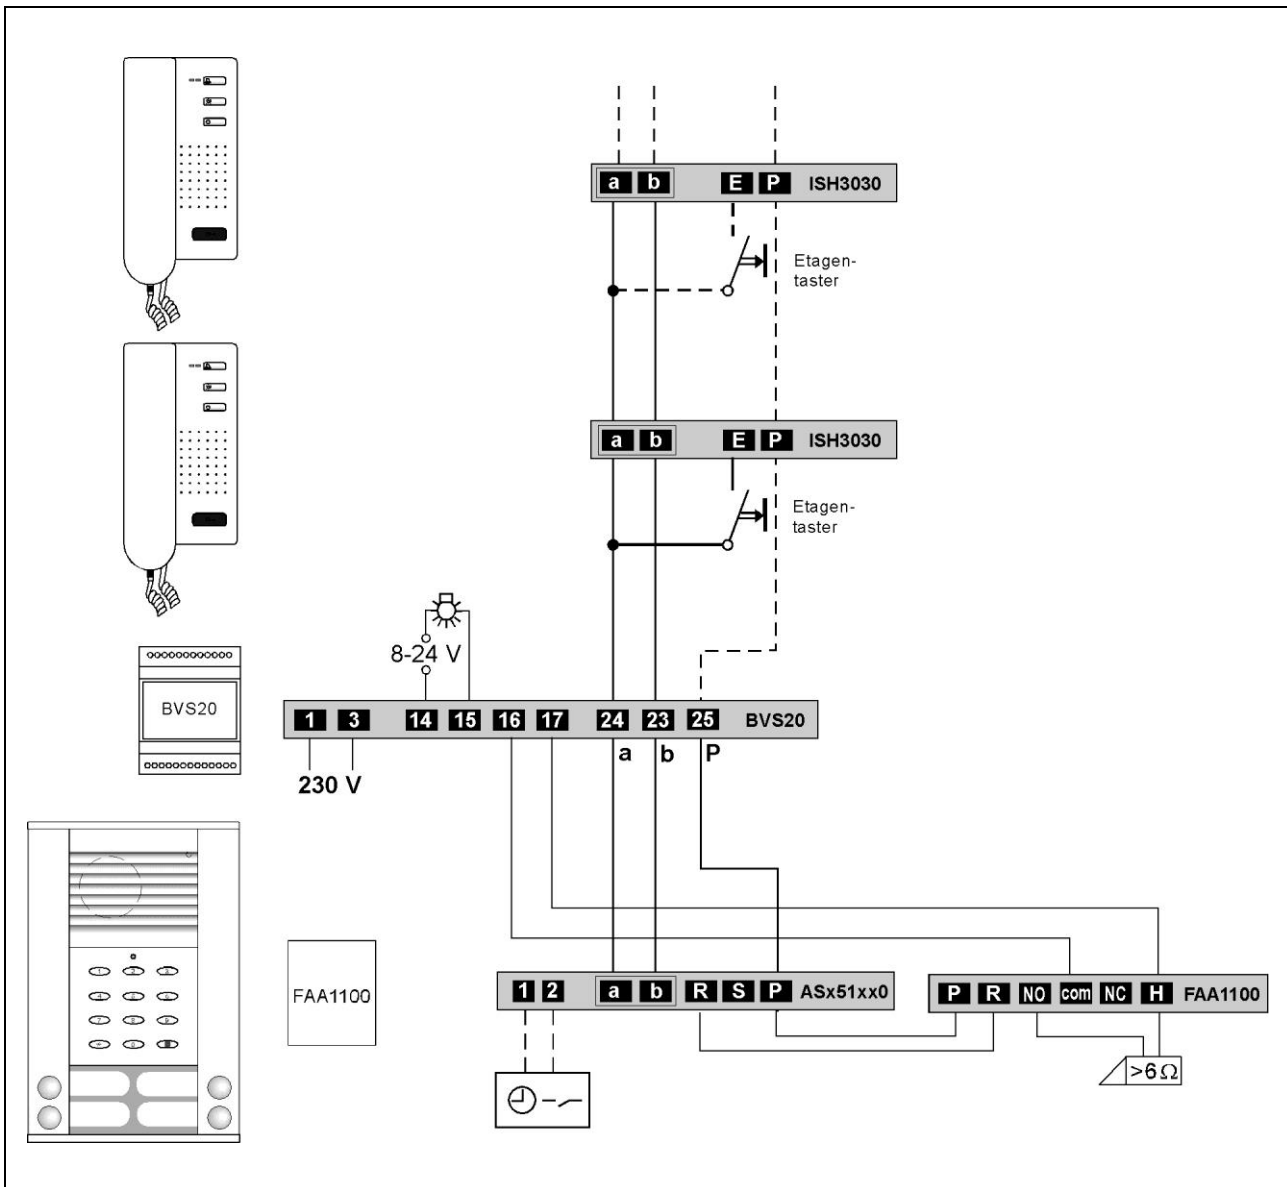 a b E P ISH3030
Etagen-
taster
a b E P ISH3030
Etagen-
taster
8-24 V
BVS20
1 3 14 15 16 17 24 23 25 BVS20
a b P
230 V
FAA1100
1 2 a b R S P ASx51xx0
P R NO com NC H FAA1100
>6Ω